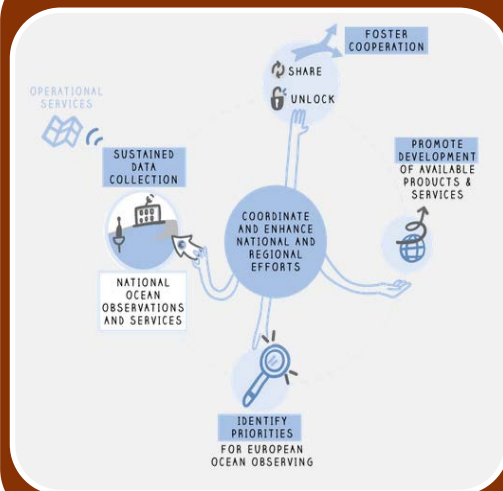 FOSTER
COOPERATION
SHARE
UNLOCK
OPERATIONAL
SERVICES
SUSTAINED
DATA
COLLECTION
PROMOTE
DEVELOPMENT
OF AVAILABLE
PRODUCTS &
SERVICES
COORDINATE
AND ENHANCE
NATIONAL AND
REGIONAL
EFFORTS
NATIONAL
OCEAN
OBSERVATIONS
AND SERVICES
IDENTIFY
PRIORITIES
FOR EUROPEAN
OCEAN OBSERVING